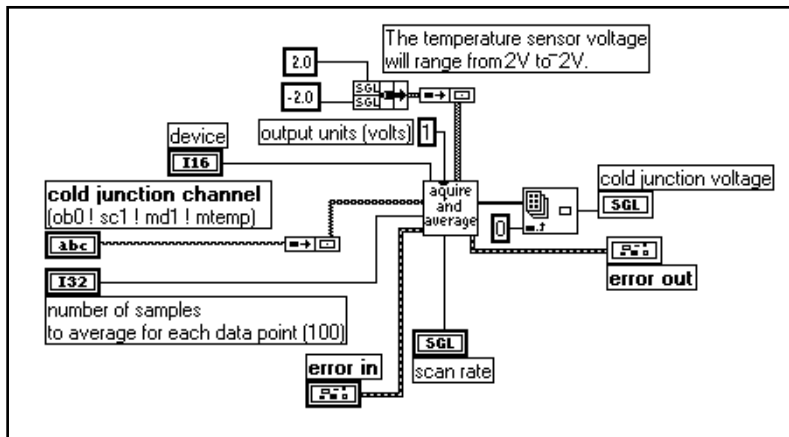 The temperature sensor voltage
will range from 2V to -2V.
2.0
SGL
-2.0
SGL
device
output units (volts)
1
I16
aquire
and
average
cold junction voltage
SGL
cold junction channel
(ob0 ! sc1 ! md1 ! mtemp)
abc
0
error out
I32
number of samples
to average for each data point (100)
SGL
scan rate
error in